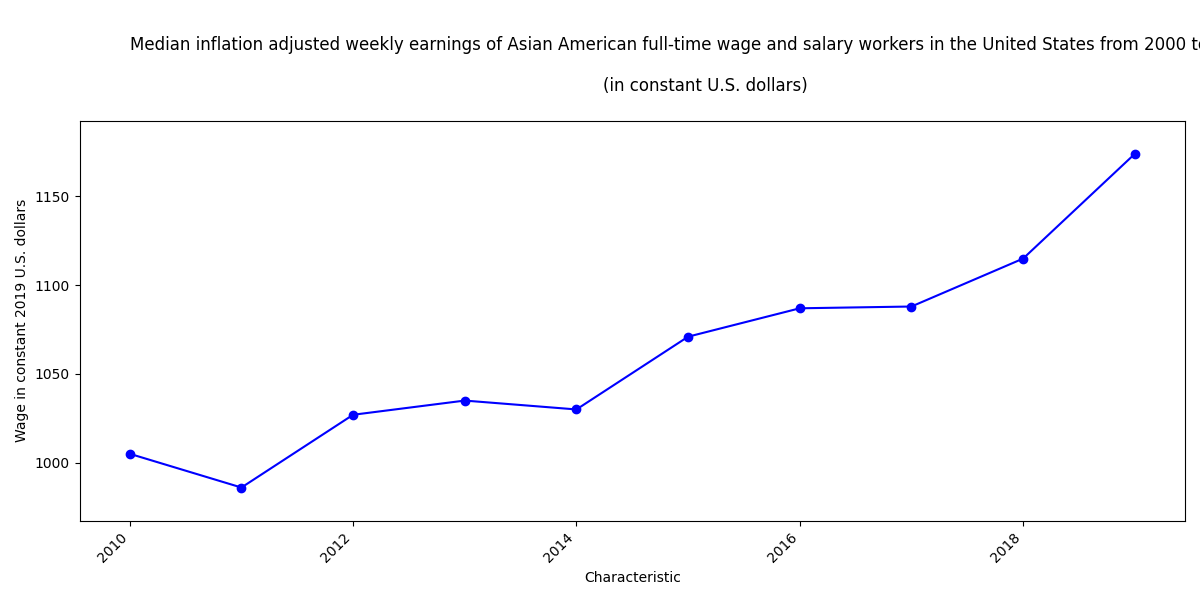 Median inflation adjusted weekly earnings of Asian American full-time wage and salary workers in the United States from 2000
(in constant U.S. dollars)
Wage in constant 2019 U.S. dollars
1150
1100
1050
1000
2010
2012
2014
2016
2018
Characteristic